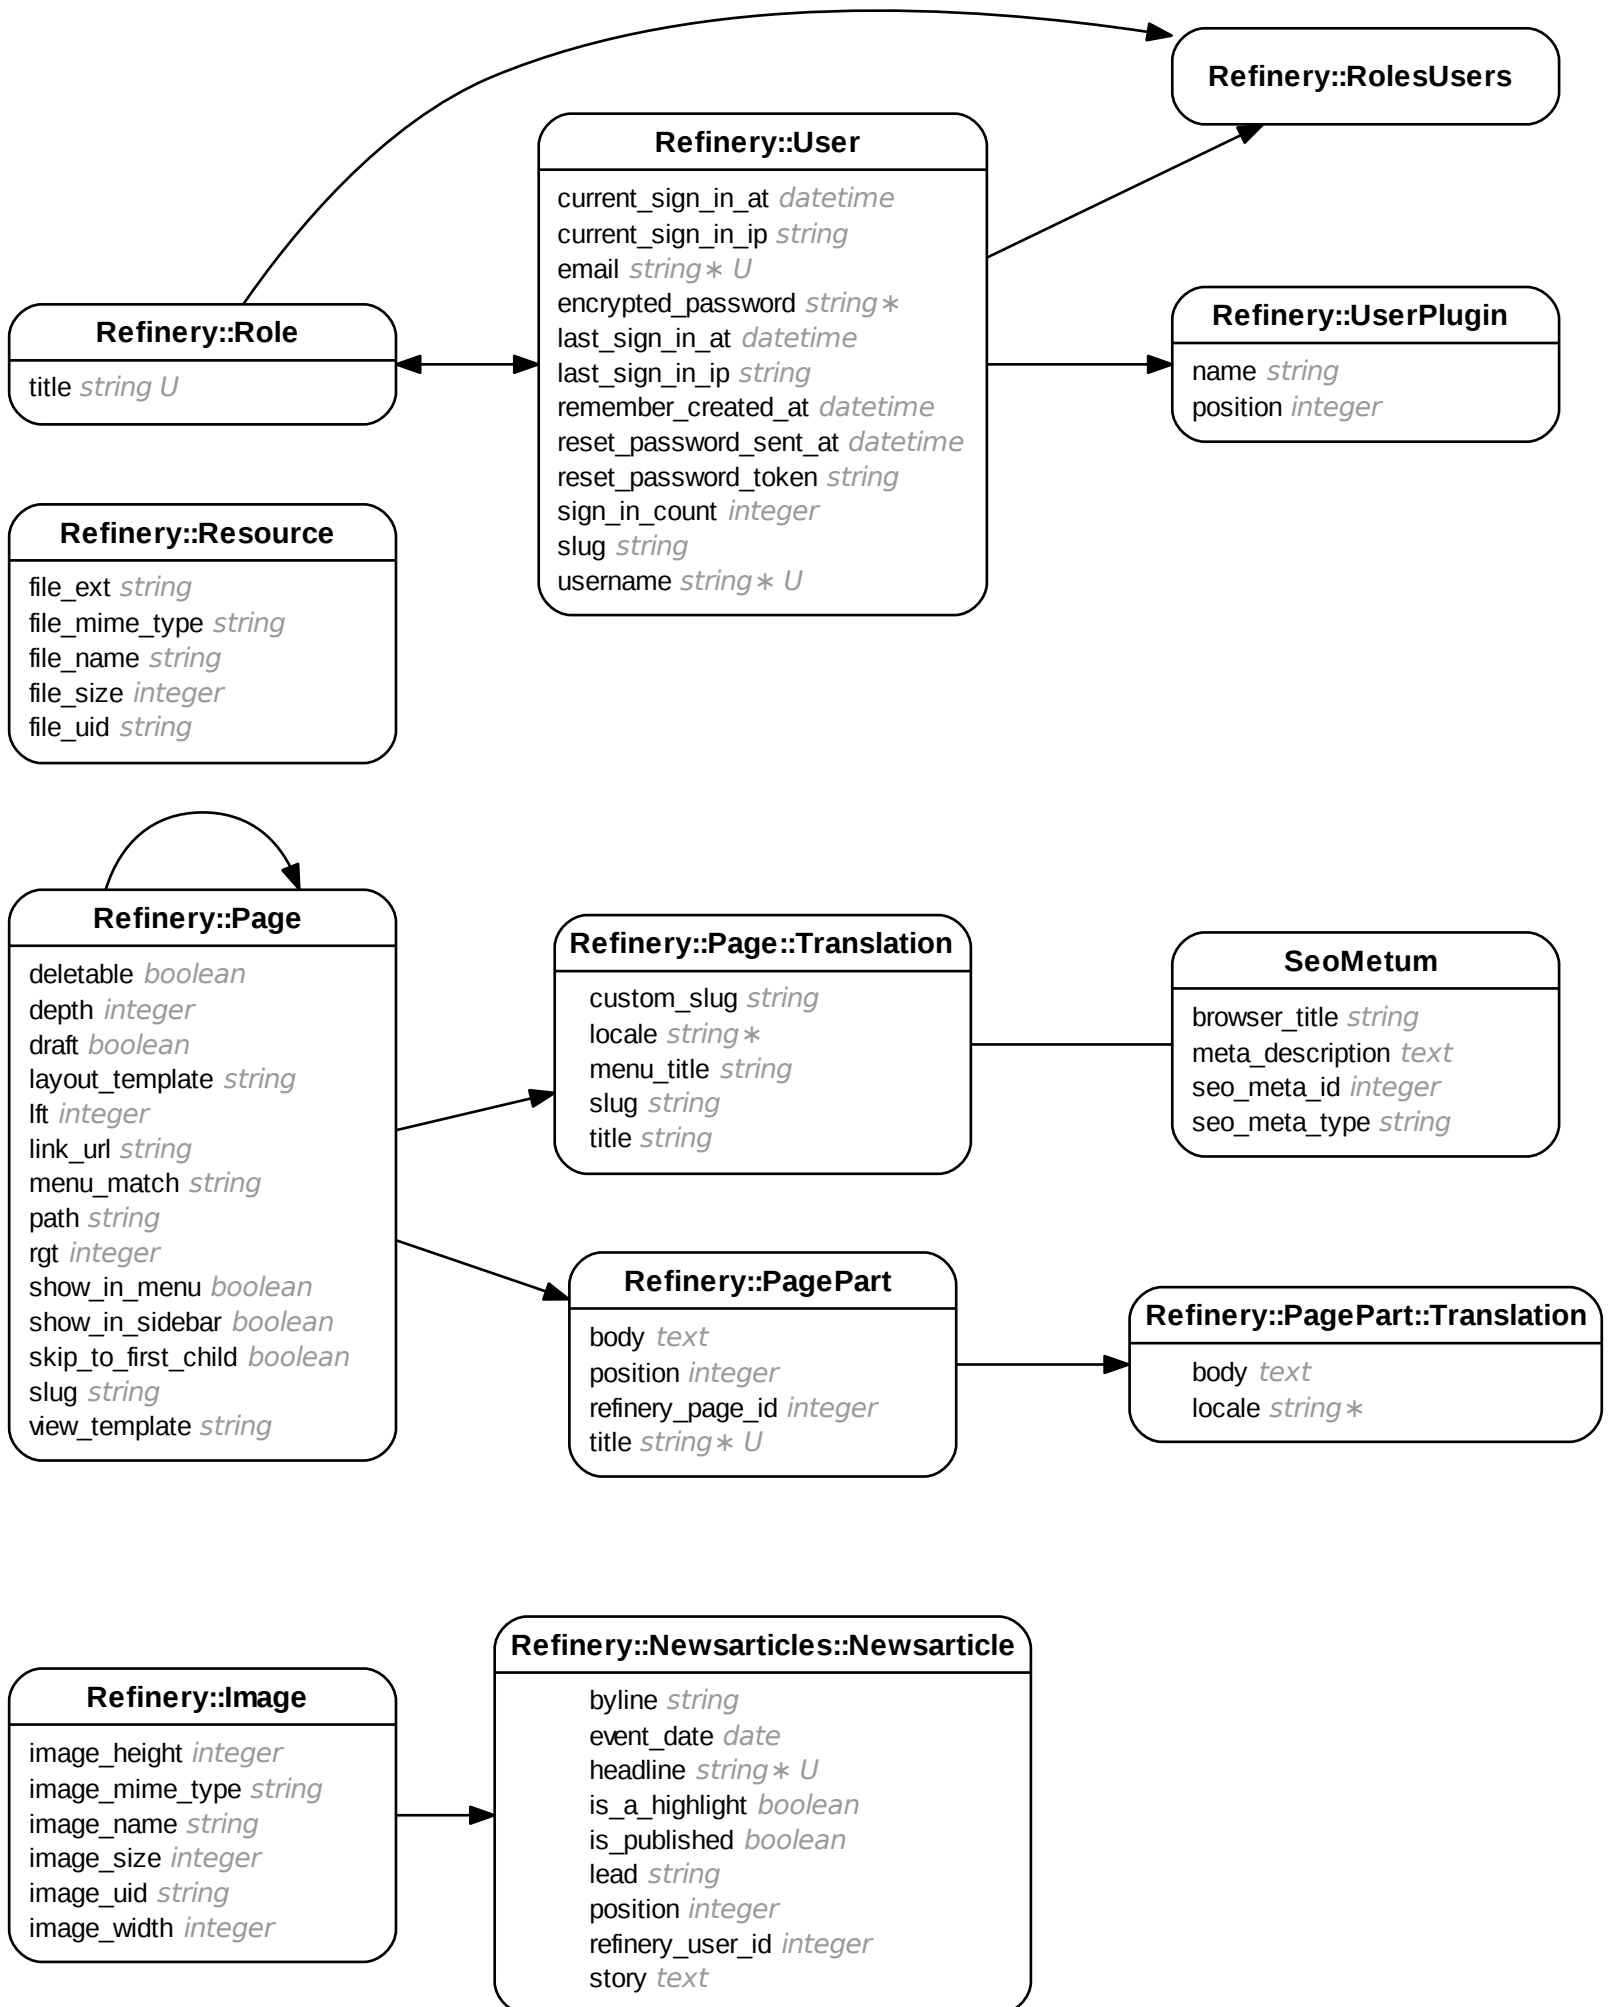 Refinery::RolesUsers
Refinery::User
current_sign_in_at datetime
current_sign_in_ip string
email string∗ U
encrypted_password string∗
last_sign_in_at datetime
last_sign_in_ip string
remember_created_at datetime
reset_password_sent_at datetime
reset_password_token string
sign_in_count integer
slug string
username string∗ U
Refinery::UserPlugin
name string
position integer
Refinery::Role
title string U
Refinery::Resource
file_ext string
file_mime_type string
file_name string
file_size integer
file_uid string
Refinery::Page
deletable boolean
depth integer
draft boolean
layout_template string
lft integer
link_url string
menu_match string
path string
rgt integer
show_in_menu boolean
show_in_sidebar boolean
skip_to_first_child boolean
slug string
view_template string
Refinery::Page::Translation
custom_slug string
locale string∗
menu_title string
slug string
title string
SeoMetum
browser_title string
meta_description text
seo_meta_id integer
seo_meta_type string
Refinery::PagePart
body text
position integer
refinery_page_id integer
title string∗ U
Refinery::PagePart::Translation
body text
locale string∗
Refinery::Image
image_height integer
image_mime_type string
image_name string
image_size integer
image_uid string
image_width integer
Refinery::Newsarticles::Newsarticle
byline string
event_date date
headline string∗ U
is_a_highlight boolean
is_published boolean
lead string
position integer
refinery_user_id integer
story text